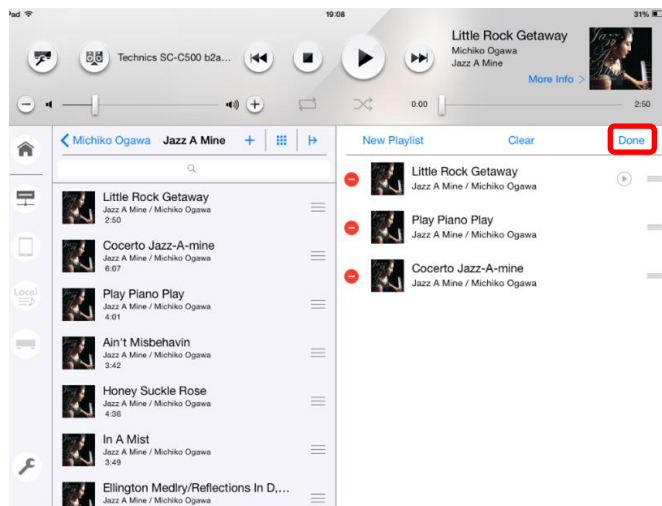 Pad
19:08
31%
Technics SC-C500 b2a...
Little Rock Getaway
Michiko Ogawa
Jazz A Mine
More Info >
0:00
2:50
Michiko Ogawa
Jazz A Mine
Local
Little Rock Getaway
Jazz A Mine / Michiko Ogawa
2:50
Cocerto Jazz-A-mine
Jazz A Mine / Michiko Ogawa
6:07
Play Piano Play
Jazz A Mine / Michiko Ogawa
4:01
Ain't Misbehavin
Jazz A Mine / Michiko Ogawa
3:42
Honey Suckle Rose
Jazz A Mine / Michiko Ogawa
4:36
In A Mist
Jazz A Mine / Michiko Ogawa
3:49
Ellington Medlry/Reflections In D,...
Jazz A Mine / Michiko Ogawa
New Playlist
Clear
Done
Little Rock Getaway
Jazz A Mine / Michiko Ogawa
Play Piano Play
Jazz A Mine / Michiko Ogawa
Cocerto Jazz-A-mine
Jazz A Mine / Michiko Ogawa